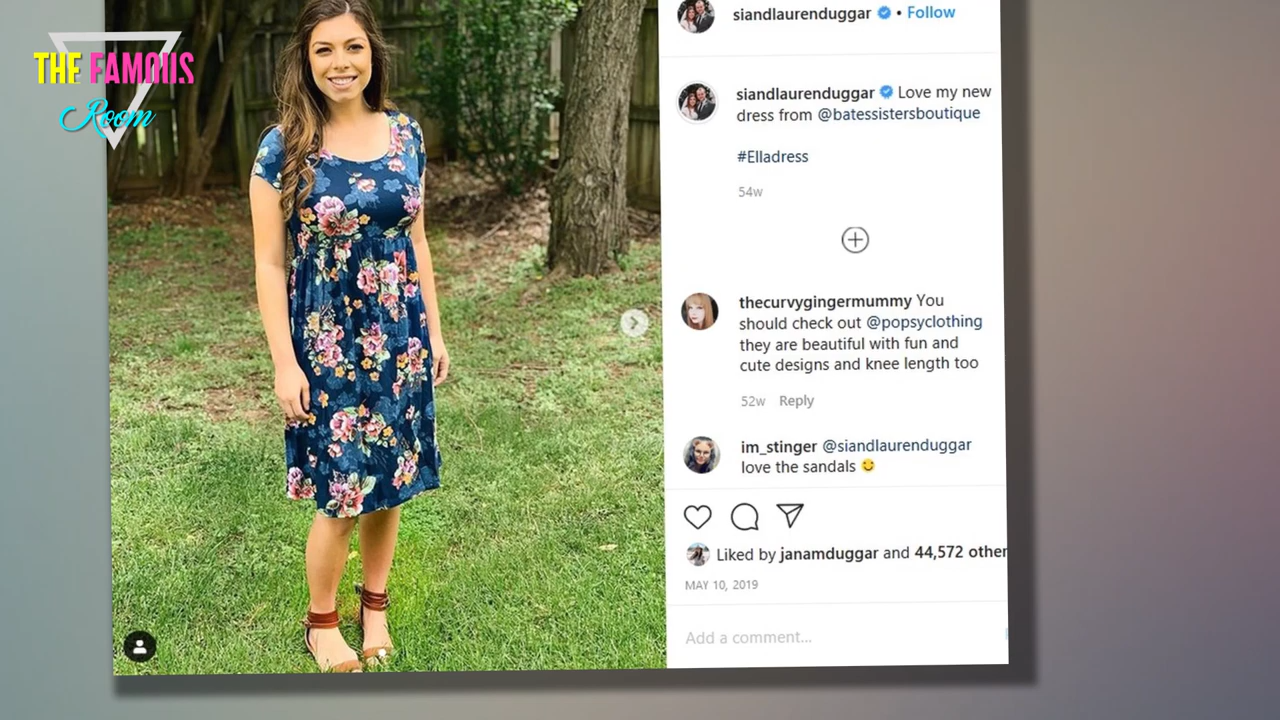 THE FAMOUS
Room
siandlaurenduggar • Follow
siandlaurenduggar Love my new
dress from @batessistersboutique
#Elladress
54w
thecurvygingermummy You
should check out @popsyclothing
they are beautiful with fun and
cute designs and knee length too
52w Reply
im_stinger @siandlaurenduggar
love the sandals
Liked by janamduggar and 44,572 other
MAY 10, 2019
Add a comment...